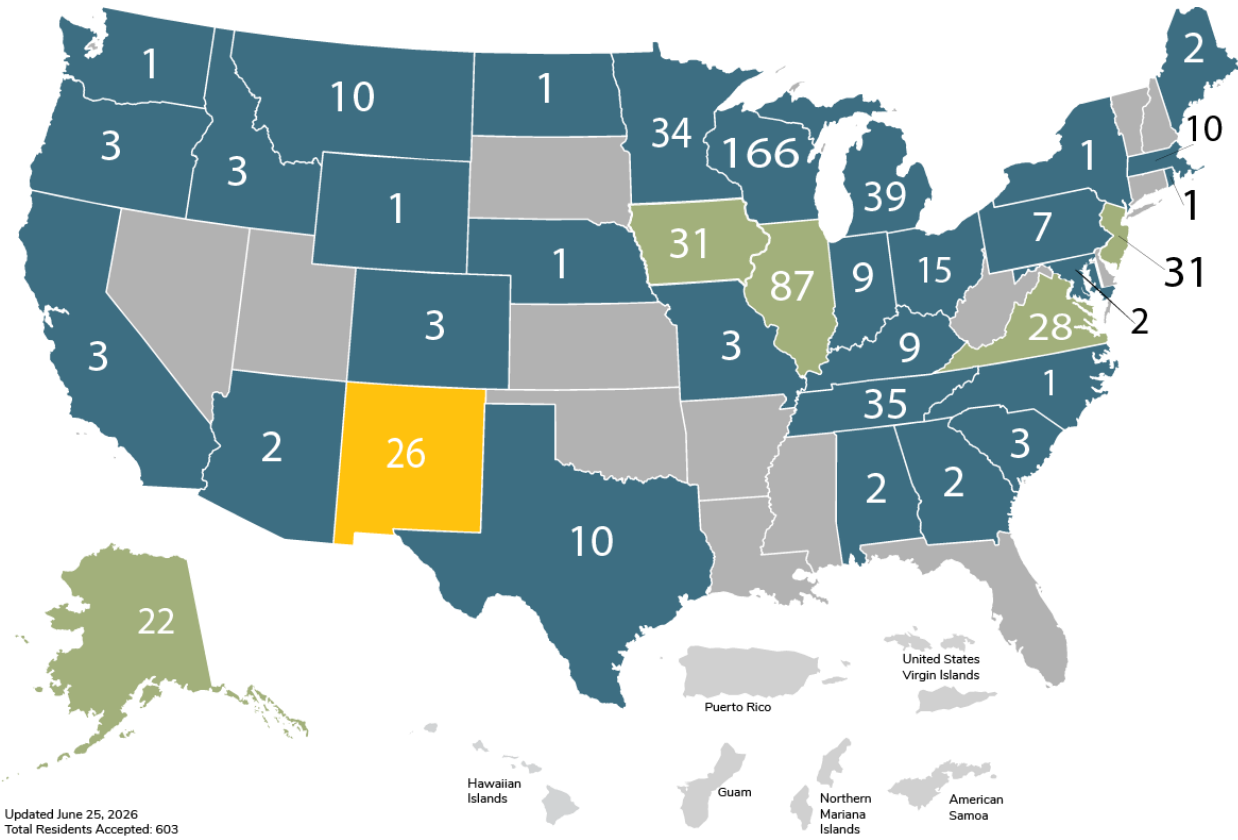 2
1
10
1
34
10
3
3
166
1
39
1
1
7
31
1
9
15
31
87
2
3
28
3
3
9
1
35
2
26
3
2
2
10
22
United States
Virgin Islands
Puerto Rico
Hawaiian
Islands
Guam
Northern
Mariana
Islands
American
Samoa
Updated June 25, 2026
Total Residents Accepted: 603